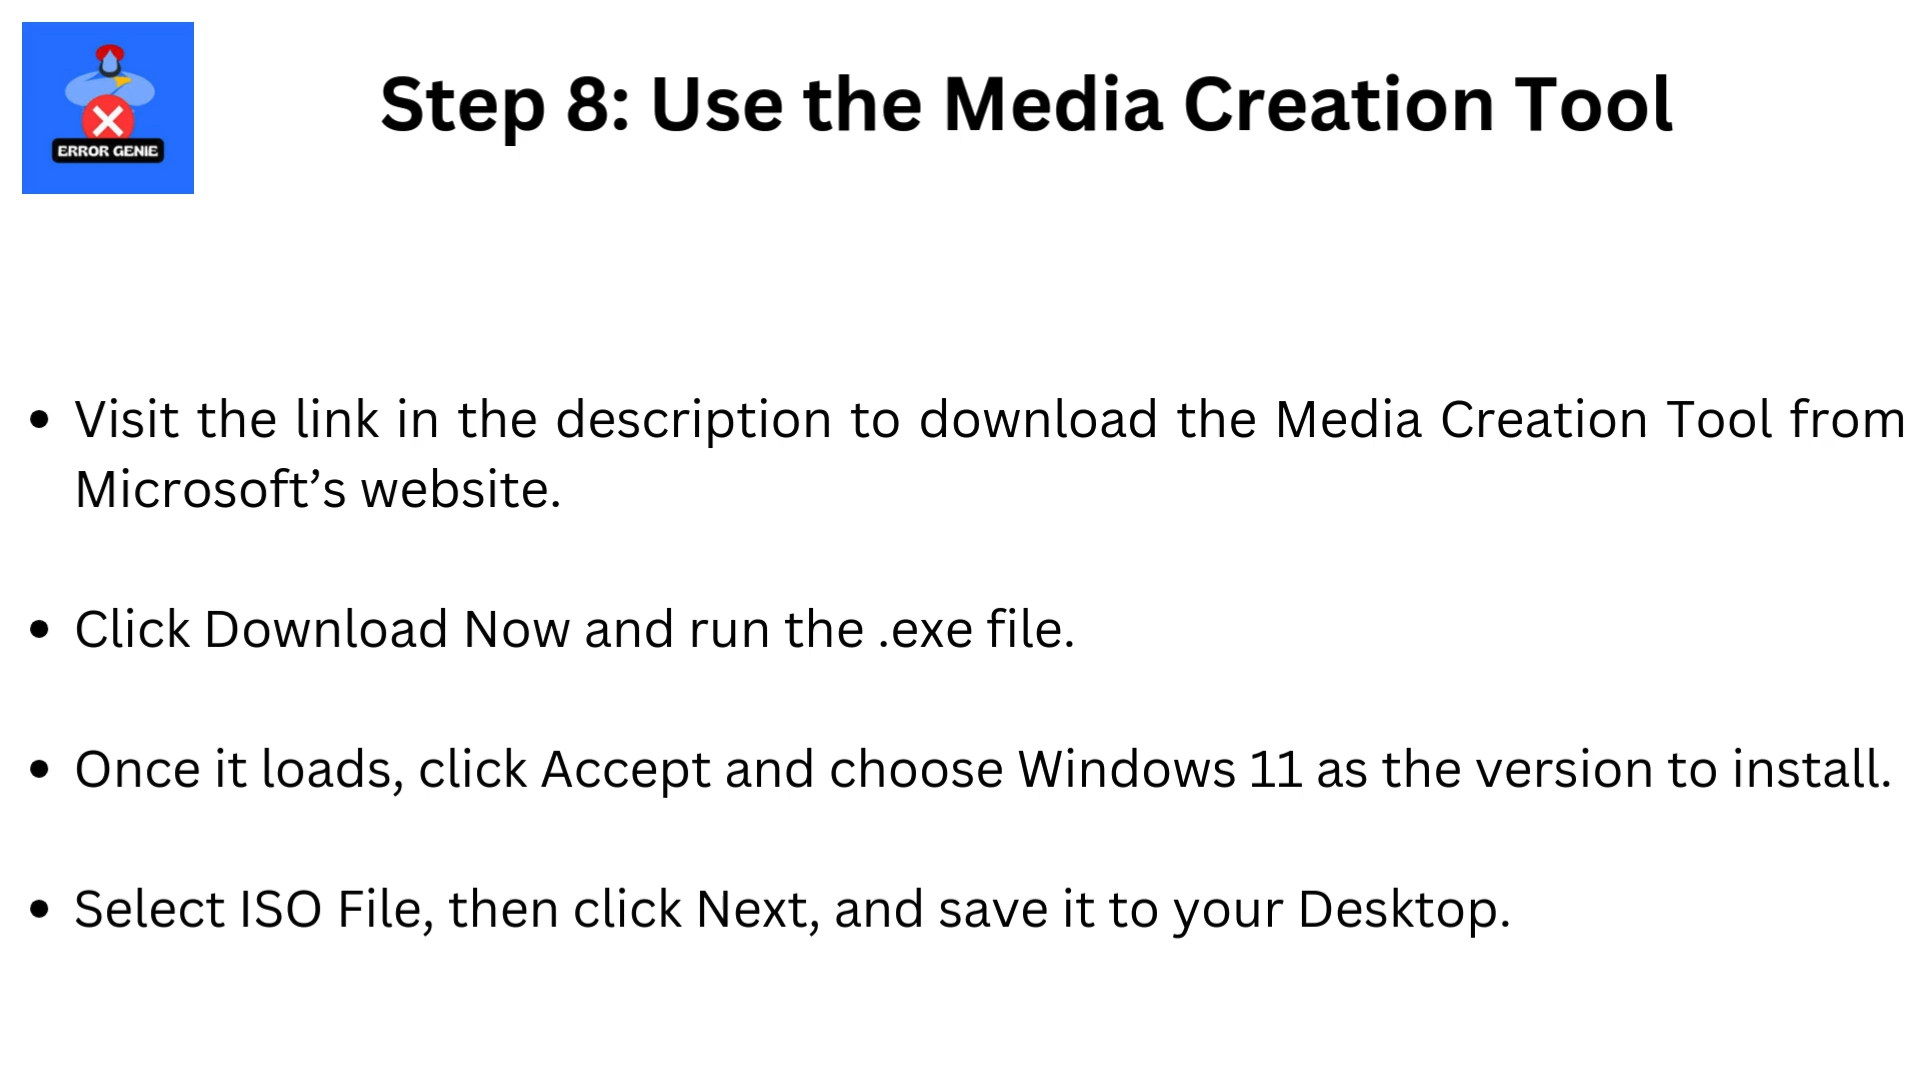 ERROR GENIE
Step 8: Use the Media Creation Tool
• Visit the link in the description to download the Media Creation Tool from
Microsoft’s website.
• Click Download Now and run the .exe file.
• Once it loads, click Accept and choose Windows 11 as the version to install.
• Select ISO File, then click Next, and save it to your Desktop.